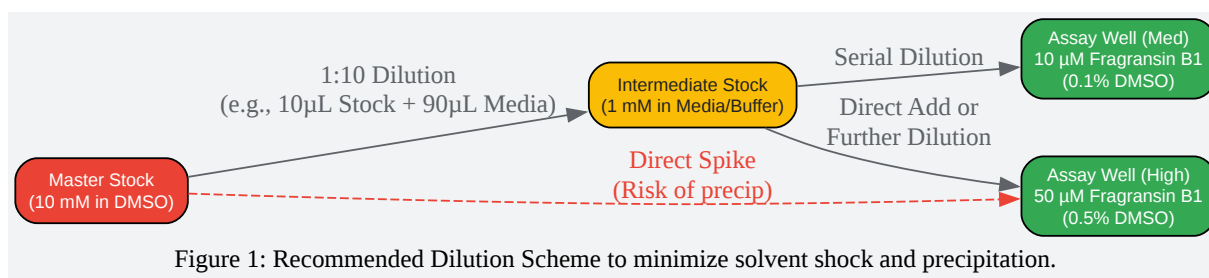 Master Stock
(10 mM in DMSO)
1:10 Dilution
(e.g., 10µL Stock + 90µL Media)
Intermediate Stock
(1 mM in Media/Buffer)
Serial Dilution
Assay Well (Med)
10 µM Fragransin B1
(0.1% DMSO)
Direct Add or
Further Dilution
Direct Spike
(Risk of precip)
Assay Well (High)
50 µM Fragransin B1
(0.5% DMSO)
Figure 1: Recommended Dilution Scheme to minimize solvent shock and precipitation.